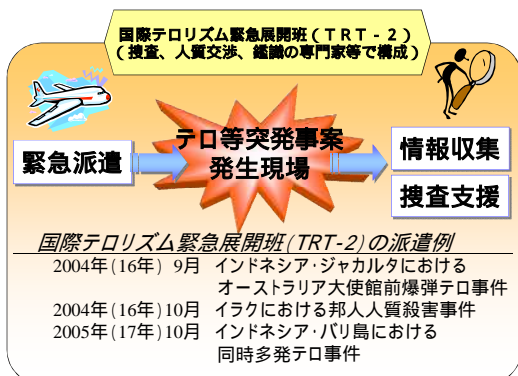 国際テロリズム緊急展開班(TRT-2)
(捜査、人質交渉、鑑識の専門家等で構成)
緊急派遣
テロ等突発事案
発生現場
情報収集
捜査支援
国際テロリズム緊急展開班(TRT-2)の派遣例
2004年(16年) 9月 インドネシア・ジャカルタにおける
オーストラリア大使館前爆弾テロ事件
2004年(16年)10月 イラクにおける邦人人質殺害事件
2005年(17年)10月 インドネシア・バリ島における
同時多発テロ事件